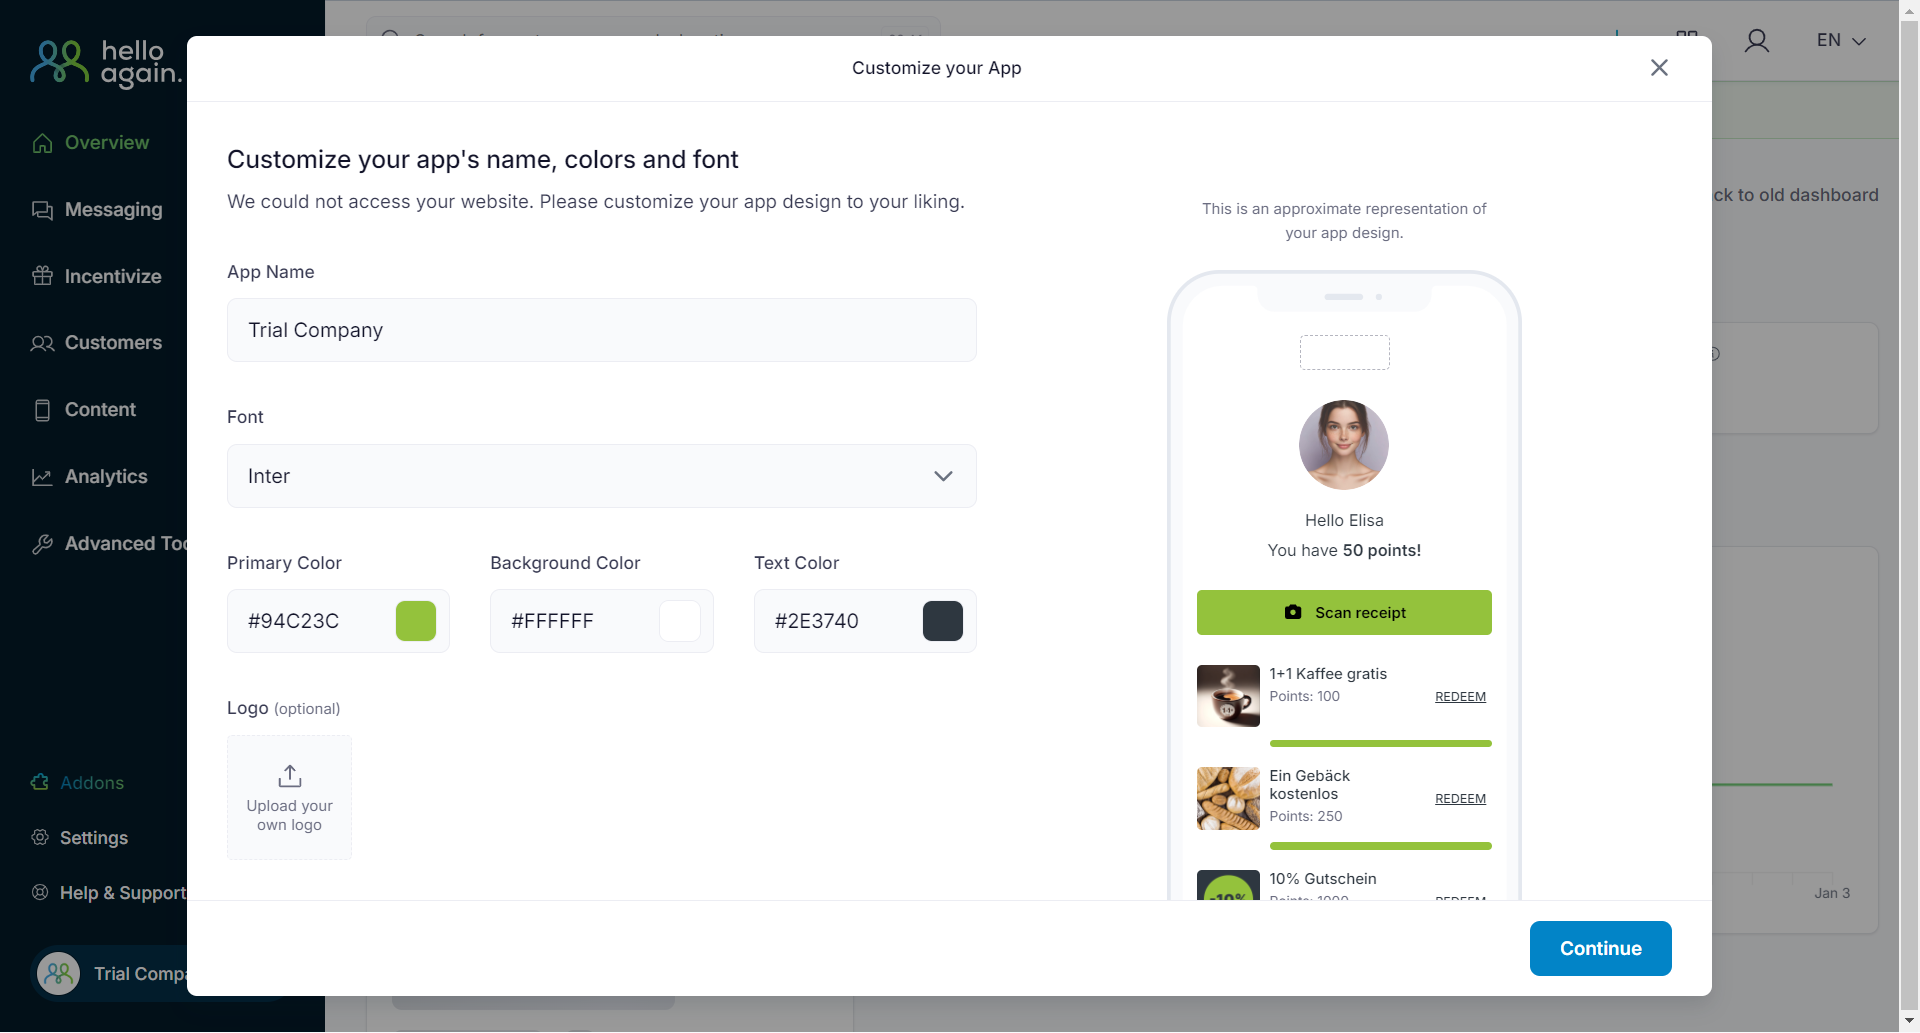 hello
again.
EN
Overview
Messaging
Incentivize
Customers
Content
Analytics
Advanced
Addons
Settings
Help & Support
Trial
to old dashboard
Jan 3
Customize your App
Customize your app's name, colors and font
We could not access your website. Please customize your app design to your liking.
App Name
Trial Company
Font
Inter
Primary Color
Background Color
Text Color
#94C23C
#FFFFFF
#2E3740
Logo (optional)
Upload your
own logo
This is an approximate representation of
your app design.
Hello Elisa
You have 50 points!
Scan receipt
1+1 Kaffee gratis
Points: 100
REDEEM
Ein Gebäck
kostenlos
Points: 250
REDEEM
10% Gutschein
Points: 1000
REDEEM
-10%
Continue